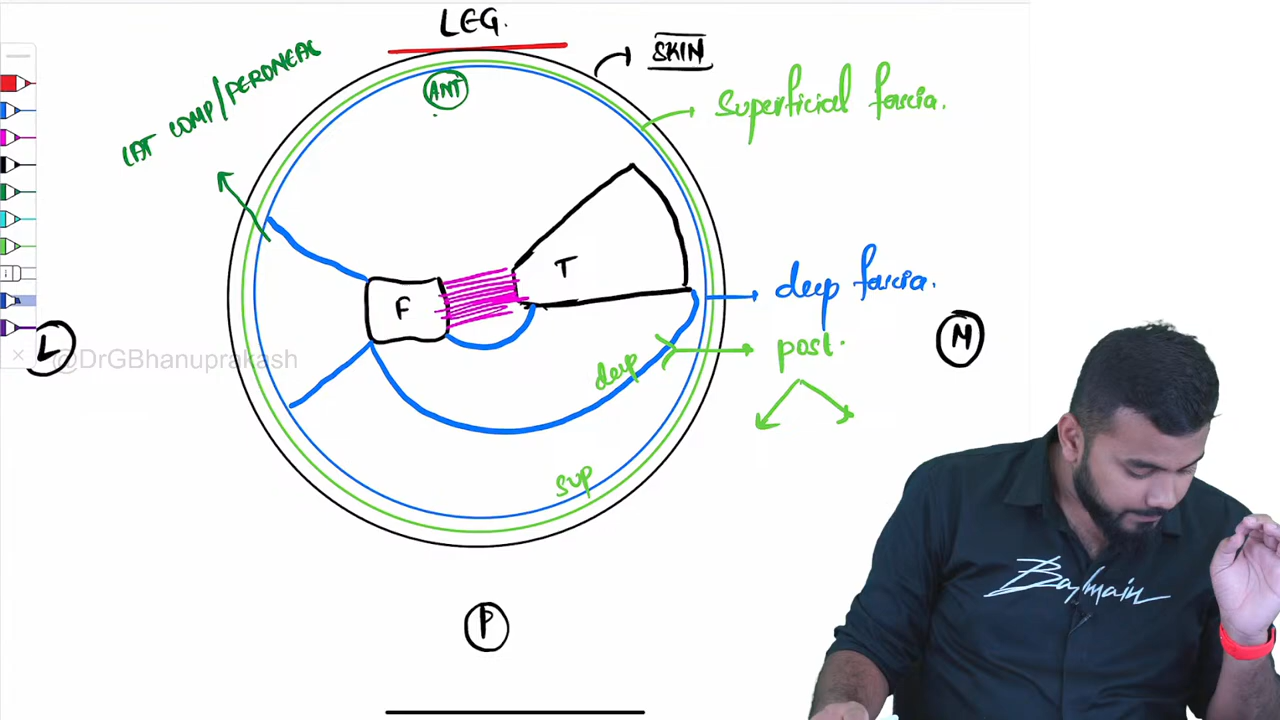 LEG.
SKIN
ANT
LAT COMP/PERONEAL
superficial fascia.
T
F
deep fascia.
L
@DrGBhanuprakash
M
deep
post.
sup
Balmain
P